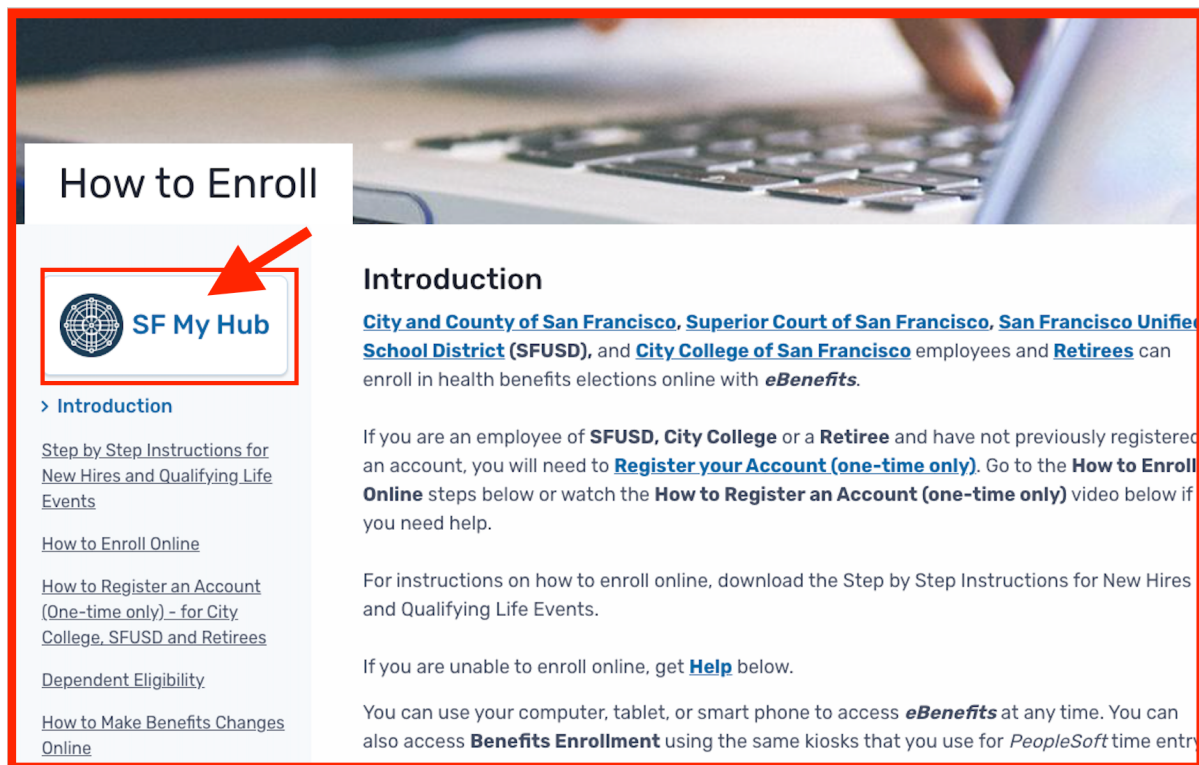 How to Enroll
SF My Hub
> Introduction
Step by Step Instructions for
New Hires and Qualifying Life
Events
How to Enroll Online
How to Register an Account
(One-time only) - for City
College, SFUSD and Retirees
Dependent Eligibility
How to Make Benefits Changes
Online
Introduction
City and County of San Francisco, Superior Court of San Francisco, San Francisco Unified
School District (SFUSD), and City College of San Francisco employees and Retirees can
enroll in health benefits elections online with eBenefits.
If you are an employee of SFUSD, City College or a Retiree and have not previously registered
an account, you will need to Register your Account (one-time only). Go to the How to Enroll
Online steps below or watch the How to Register an Account (one-time only) video below if
you need help.
For instructions on how to enroll online, download the Step by Step Instructions for New Hires
and Qualifying Life Events.
If you are unable to enroll online, get Help below.
You can use your computer, tablet, or smart phone to access eBenefits at any time. You can
also access Benefits Enrollment using the same kiosks that you use for PeopleSoft time entry